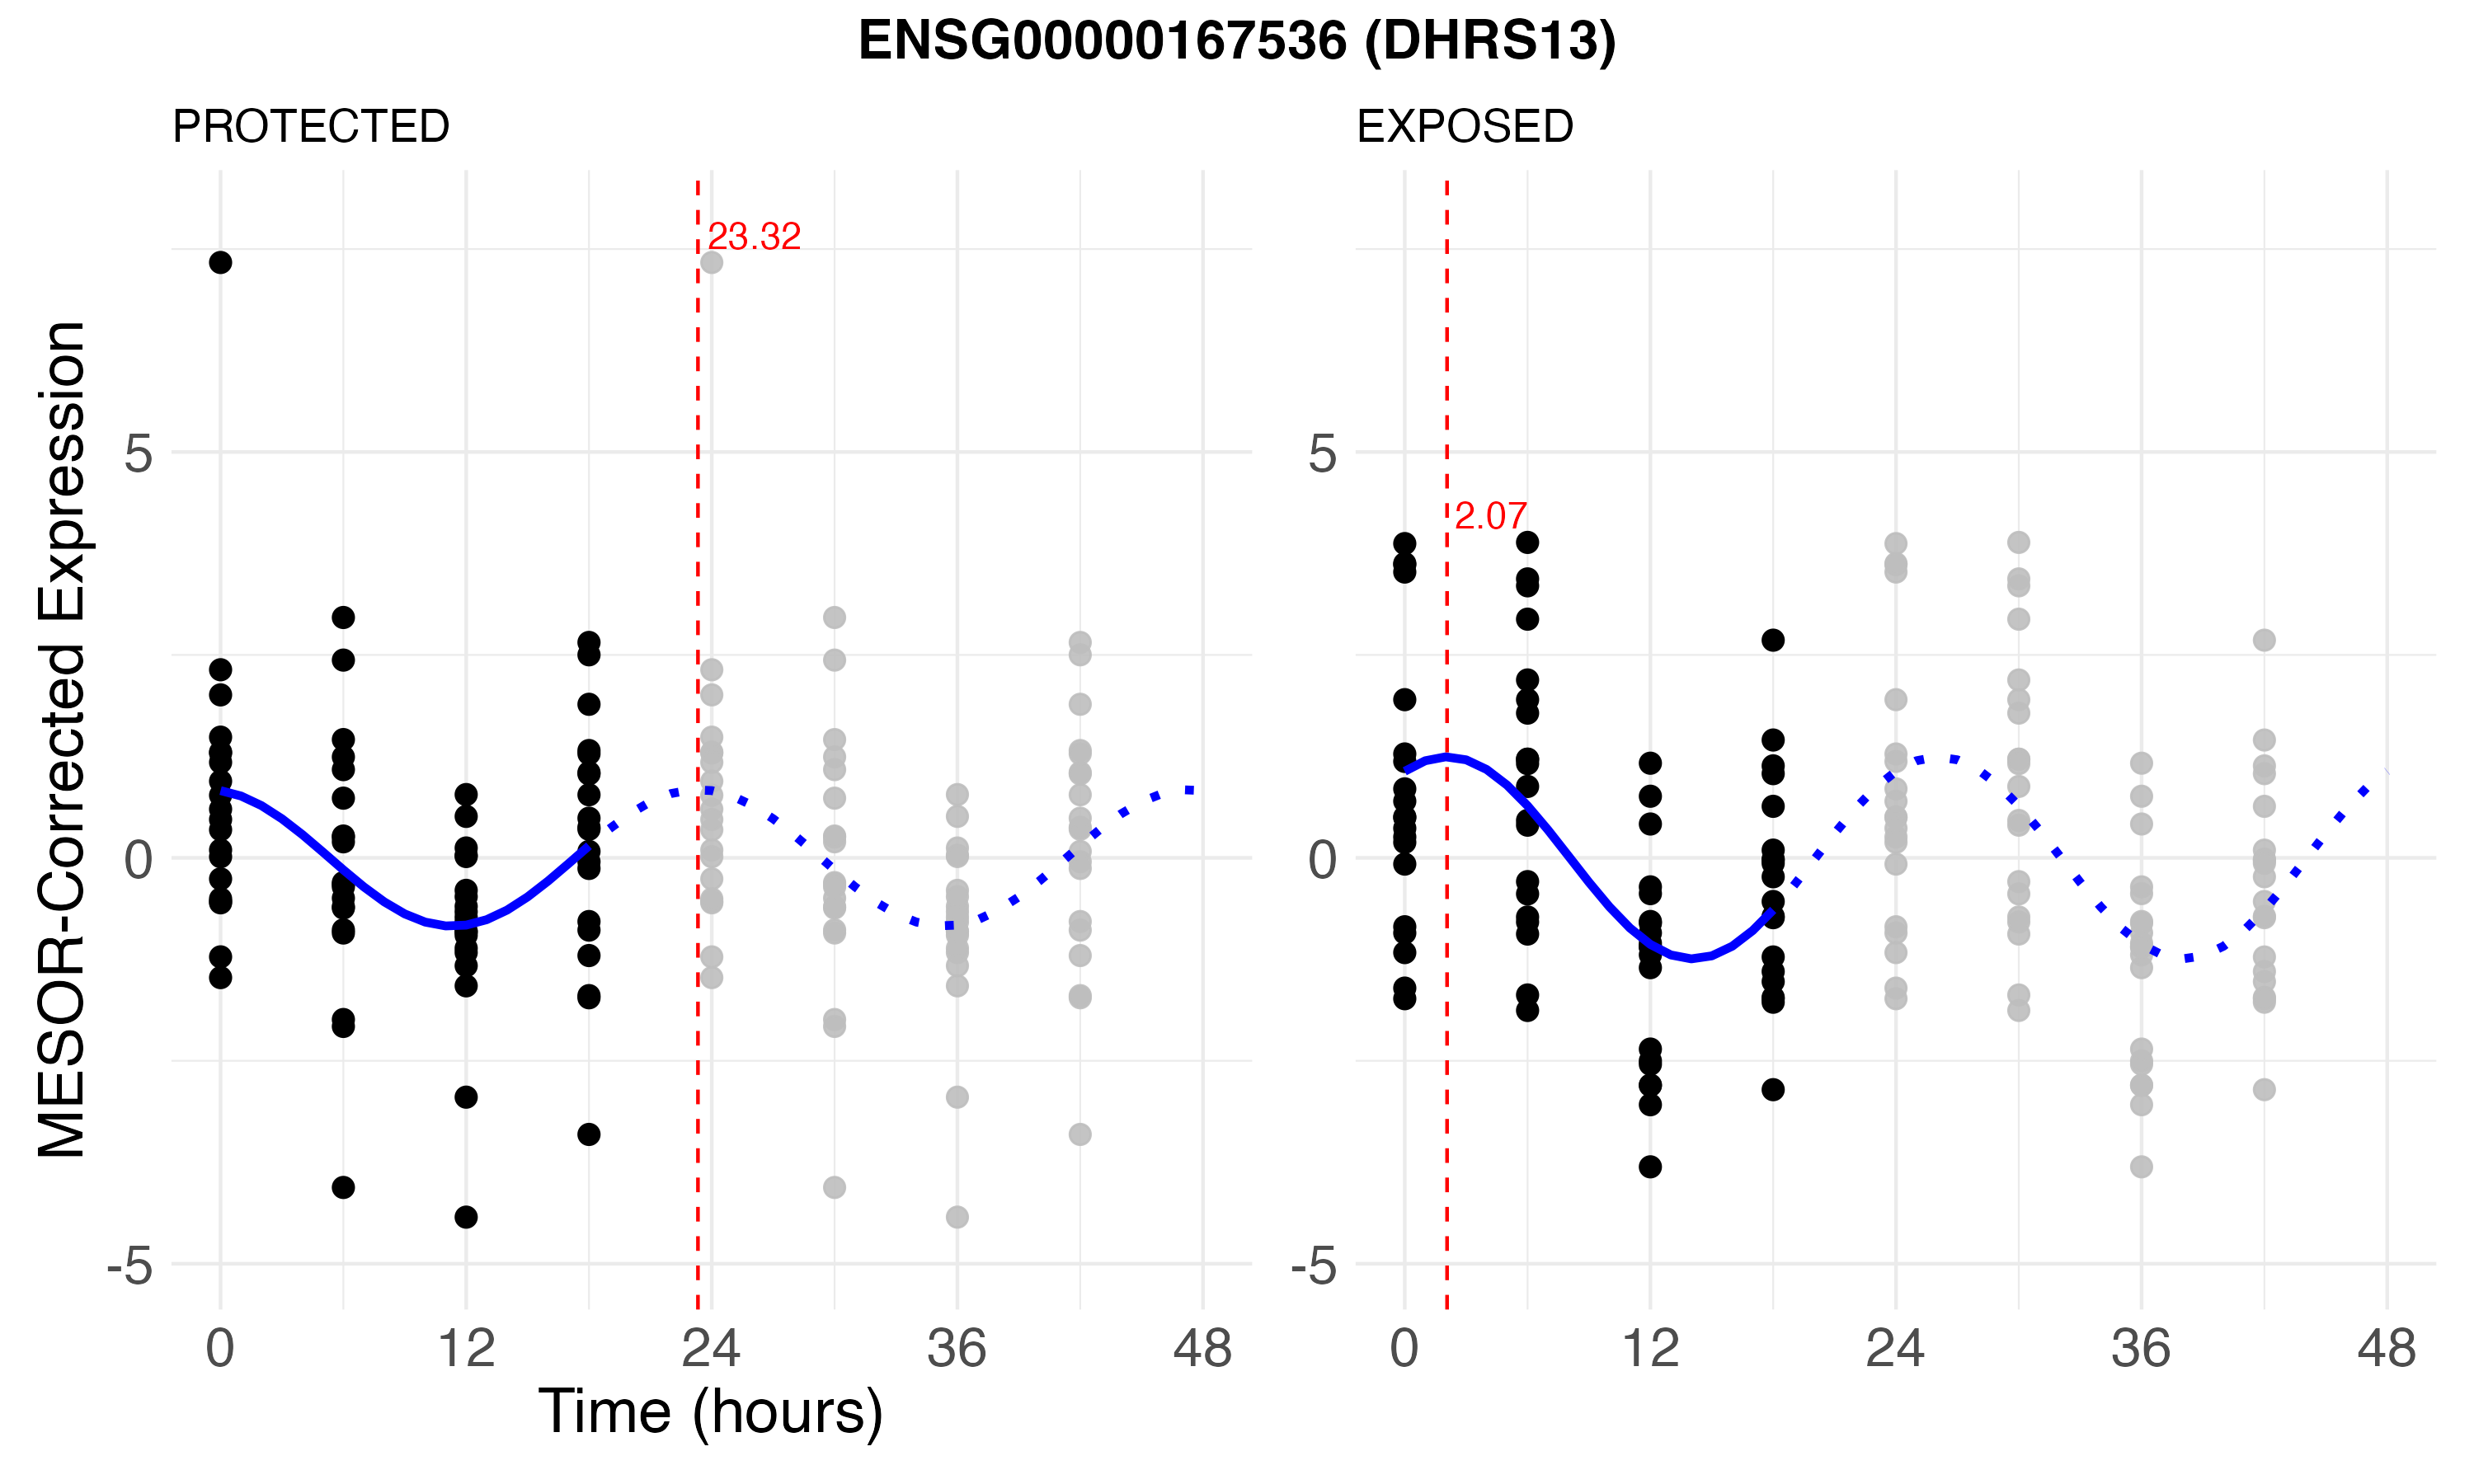 ENSG00000167536 (DHRS13)
PROTECTED
EXPOSED
MESOR-Corrected Expression
23.32
2.07
5
0
-5
5
0
-5
0 12 24 36 48
0 12 24 36 48
Time (hours)